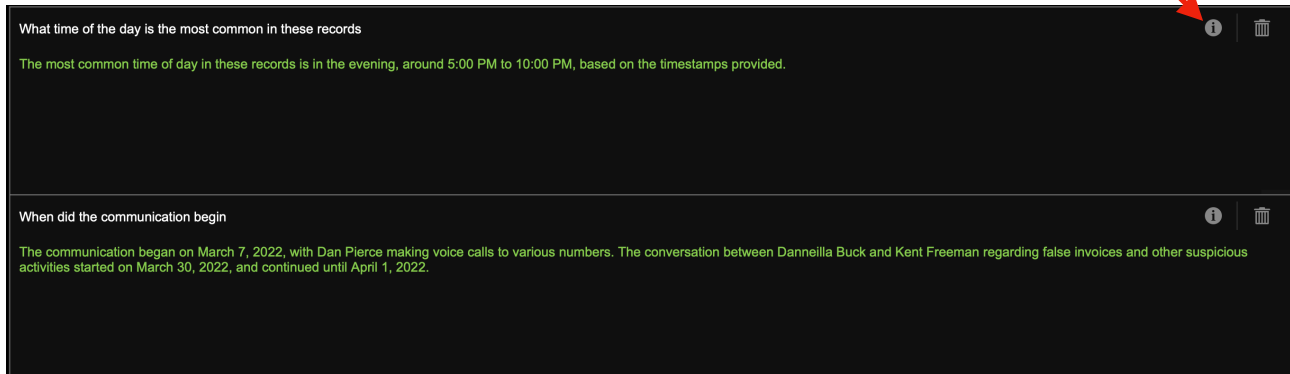 What time of the day is the most common in these records
The most common time of day in these records is in the evening, around 5:00 PM to 10:00 PM, based on the timestamps provided.
When did the communication begin
The communication began on March 7, 2022, with Dan Pierce making voice calls to various numbers. The conversation between Danneilla Buck and Kent Freeman regarding false invoices and other suspicious
activities started on March 30, 2022, and continued until April 1, 2022.